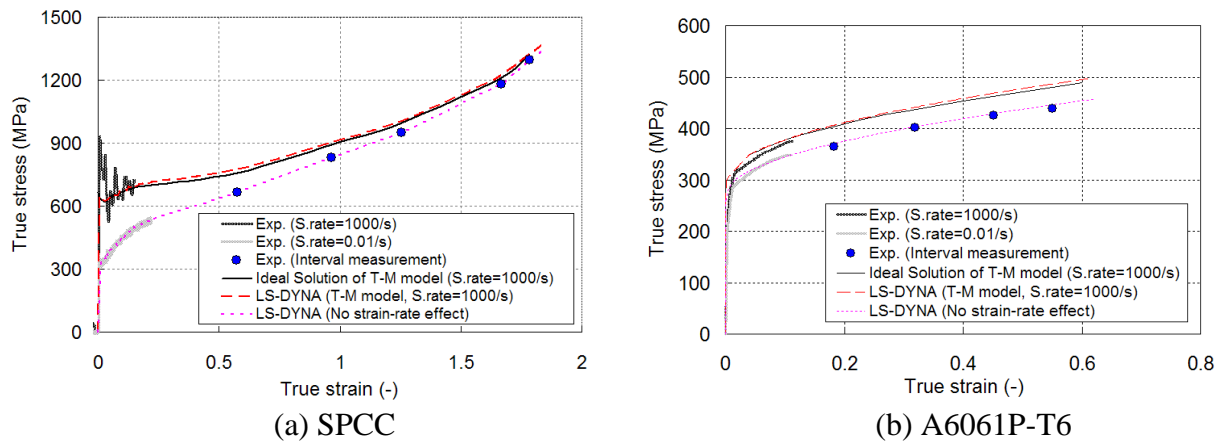 1500
1200
900
600
300
0
True stress (MPa)
Exp. (S.rate=1000/s)
Exp. (S.rate=0.01/s)
Exp. (Interval measurement)
Ideal Solution of T-M model (S.rate=1000/s)
LS-DYNA (T-M model, S.rate=1000/s)
LS-DYNA (No strain-rate effect)
0
0.5
1
1.5
2
True strain (-)
(a) SPCC
600
500
400
300
200
100
0
True stress (MPa)
Exp. (S.rate=1000/s)
Exp. (S.rate=0.01/s)
Exp. (Interval measurement)
Ideal Solution of T-M model (S.rate=1000/s)
LS-DYNA (T-M model, S.rate=1000/s)
LS-DYNA (No strain-rate effect)
0
0.2
0.4
0.6
0.8
True strain (-)
(b) A6061P-T6